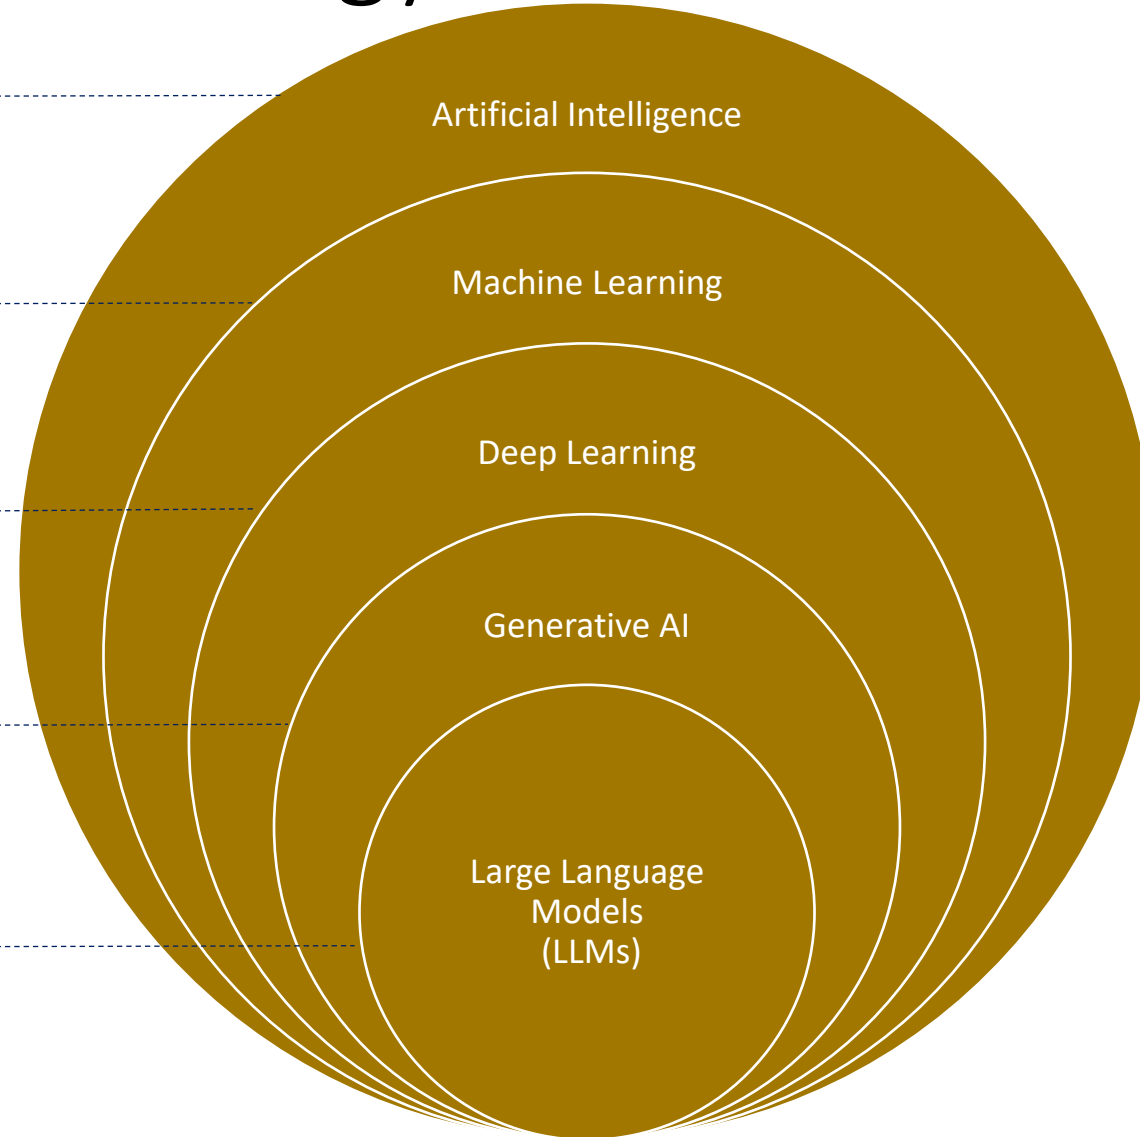 Artificial Intelligence
Machine Learning
Deep Learning
Generative AI
Large Language
Models
(LLMs)